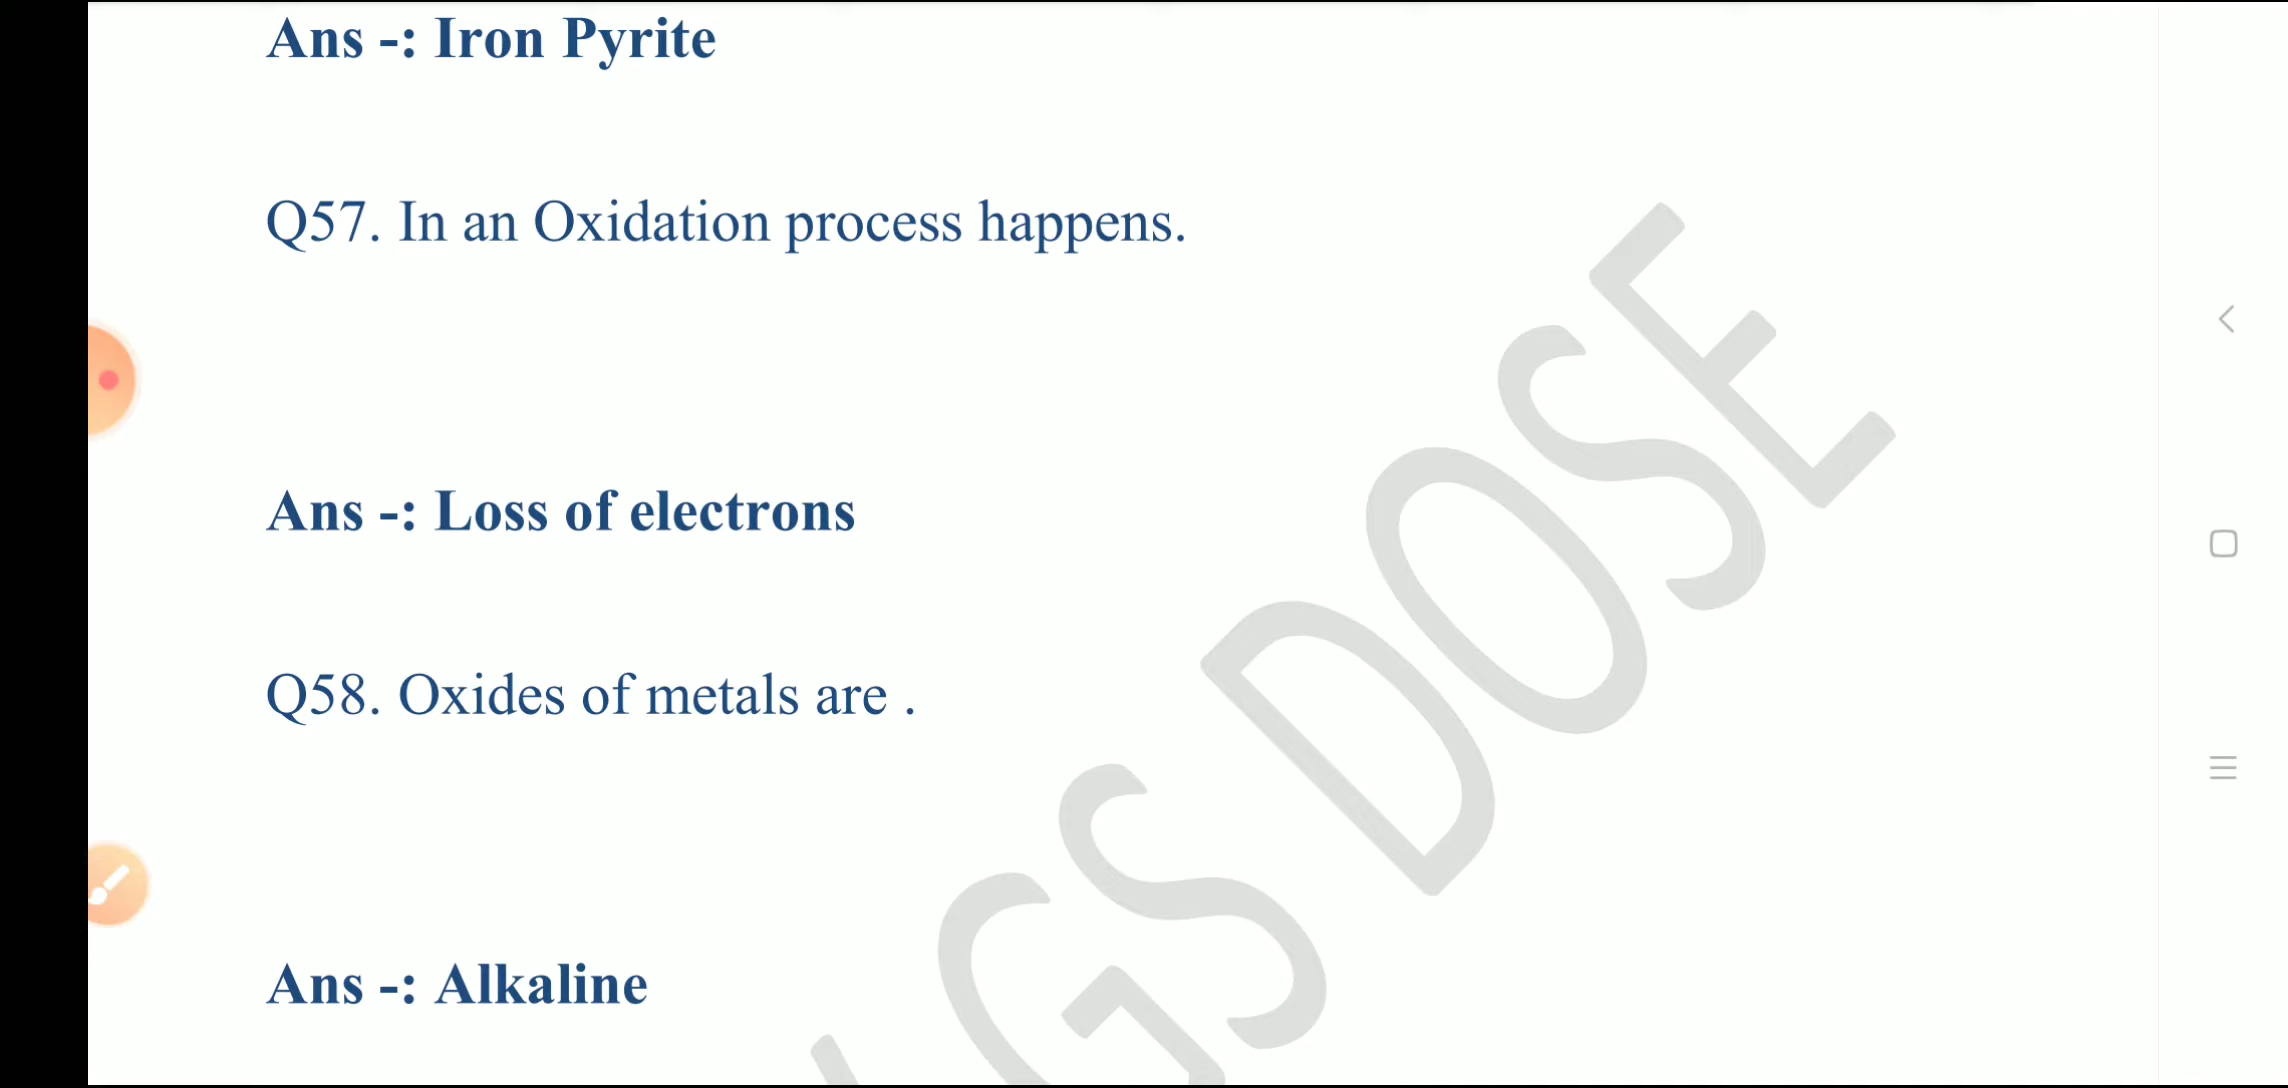 Ans -: Iron Pyrite
Q57. In an Oxidation process happens.
Ans -: Loss of electrons
Q58. Oxides of metals are .
Ans -: Alkaline
GS DOSE